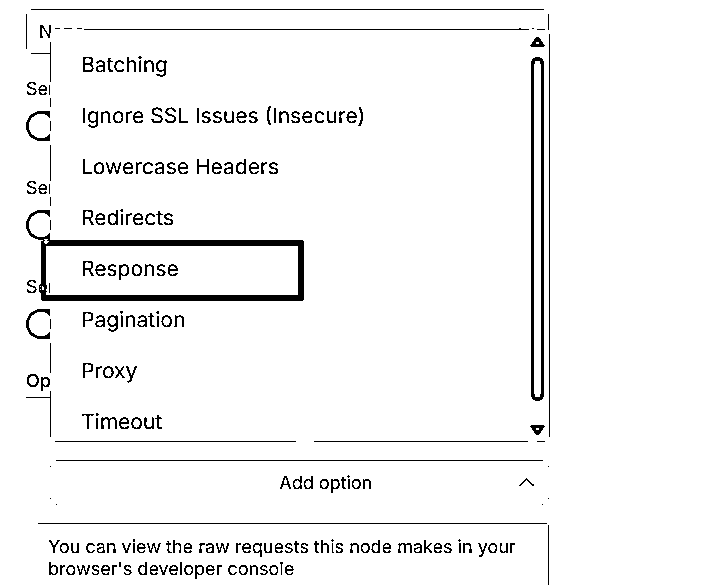 N
Batching
Se
Ignore SSL Issues (Insecure)
Lowercase Headers
Se
Redirects
Response
Se
Pagination
Proxy
Op
Timeout
Add option
You can view the raw requests this node makes in your
browser's developer console